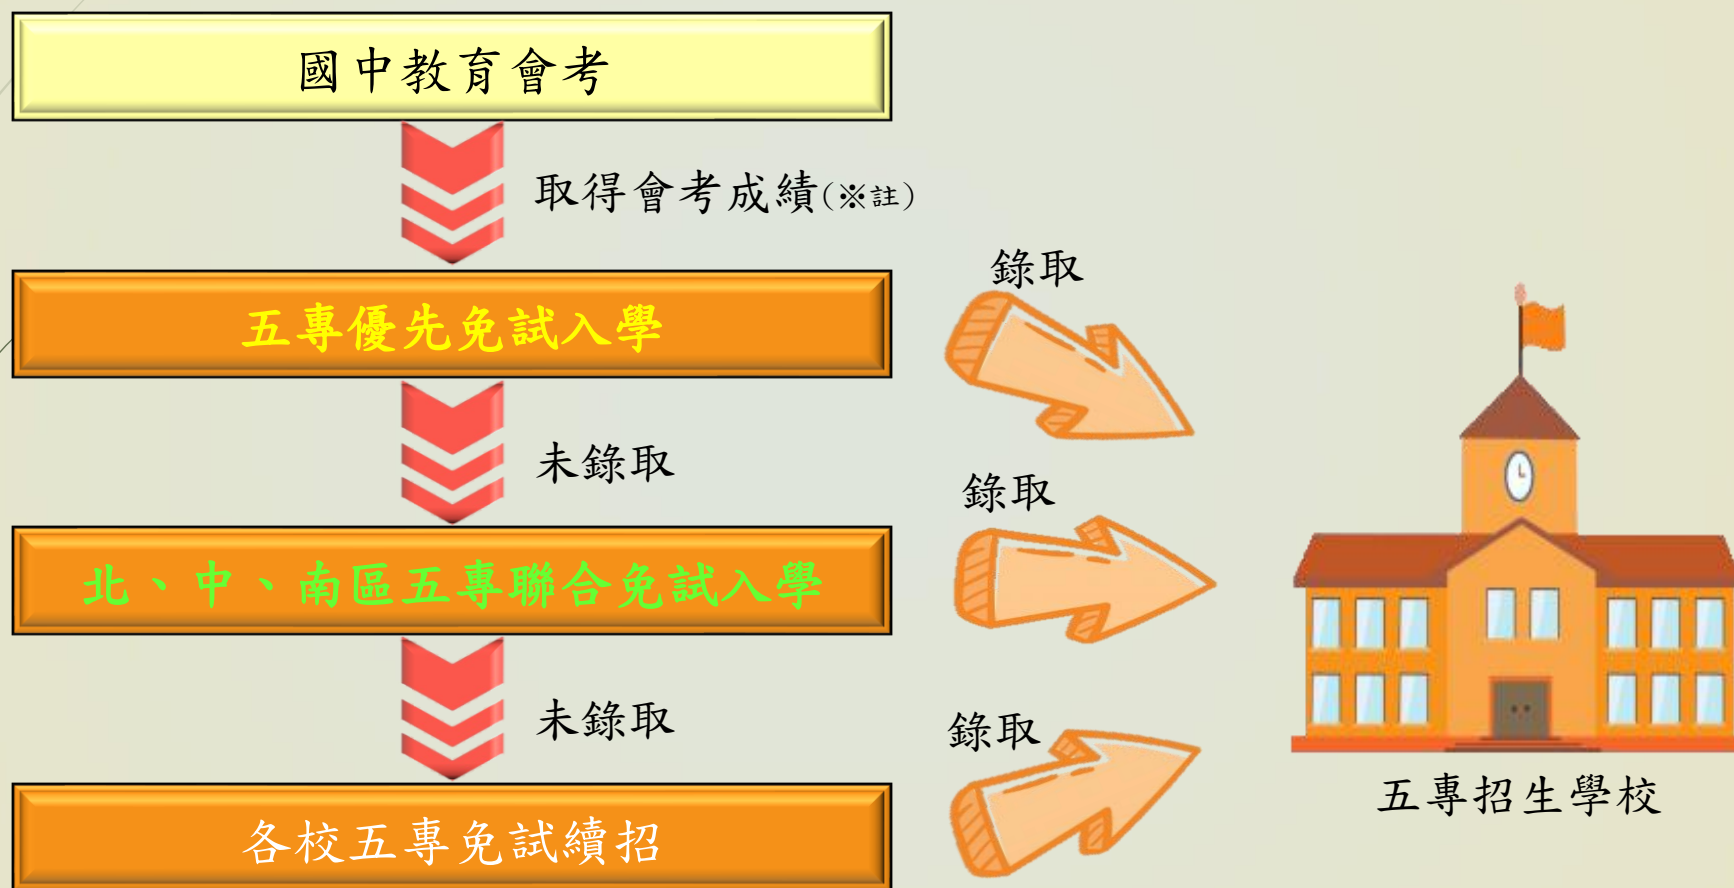 國中教育會考
取得會考成績(※註)
五專優先免試入學
錄取
未錄取
北、中、南區五專聯合免試入學
錄取
未錄取
各校五專免試續招
錄取
五專招生學校